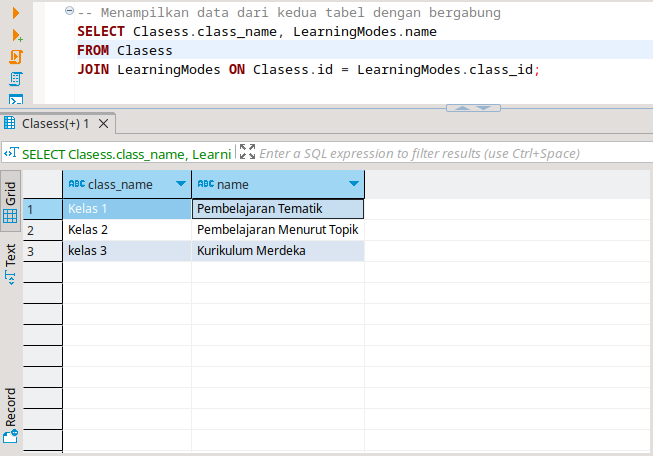 -- Menampilkan data dari kedua tabel dengan bergabung
SELECT Clasess.class_name, LearningModes.name
FROM Clasess
JOIN LearningModes ON Clasess.id = LearningModes.class_id;
Clasess(+) 1
SELECT Clasess.class_name, Learni Enter a SQL expression to filter results (use Ctrl+Space)
Grid
Text
Record
ABC class_name ABC name
1 Kelas 1 Pembelajaran Tematik
2 Kelas 2 Pembelajaran Menurut Topik
3 kelas 3 Kurikulum Merdeka